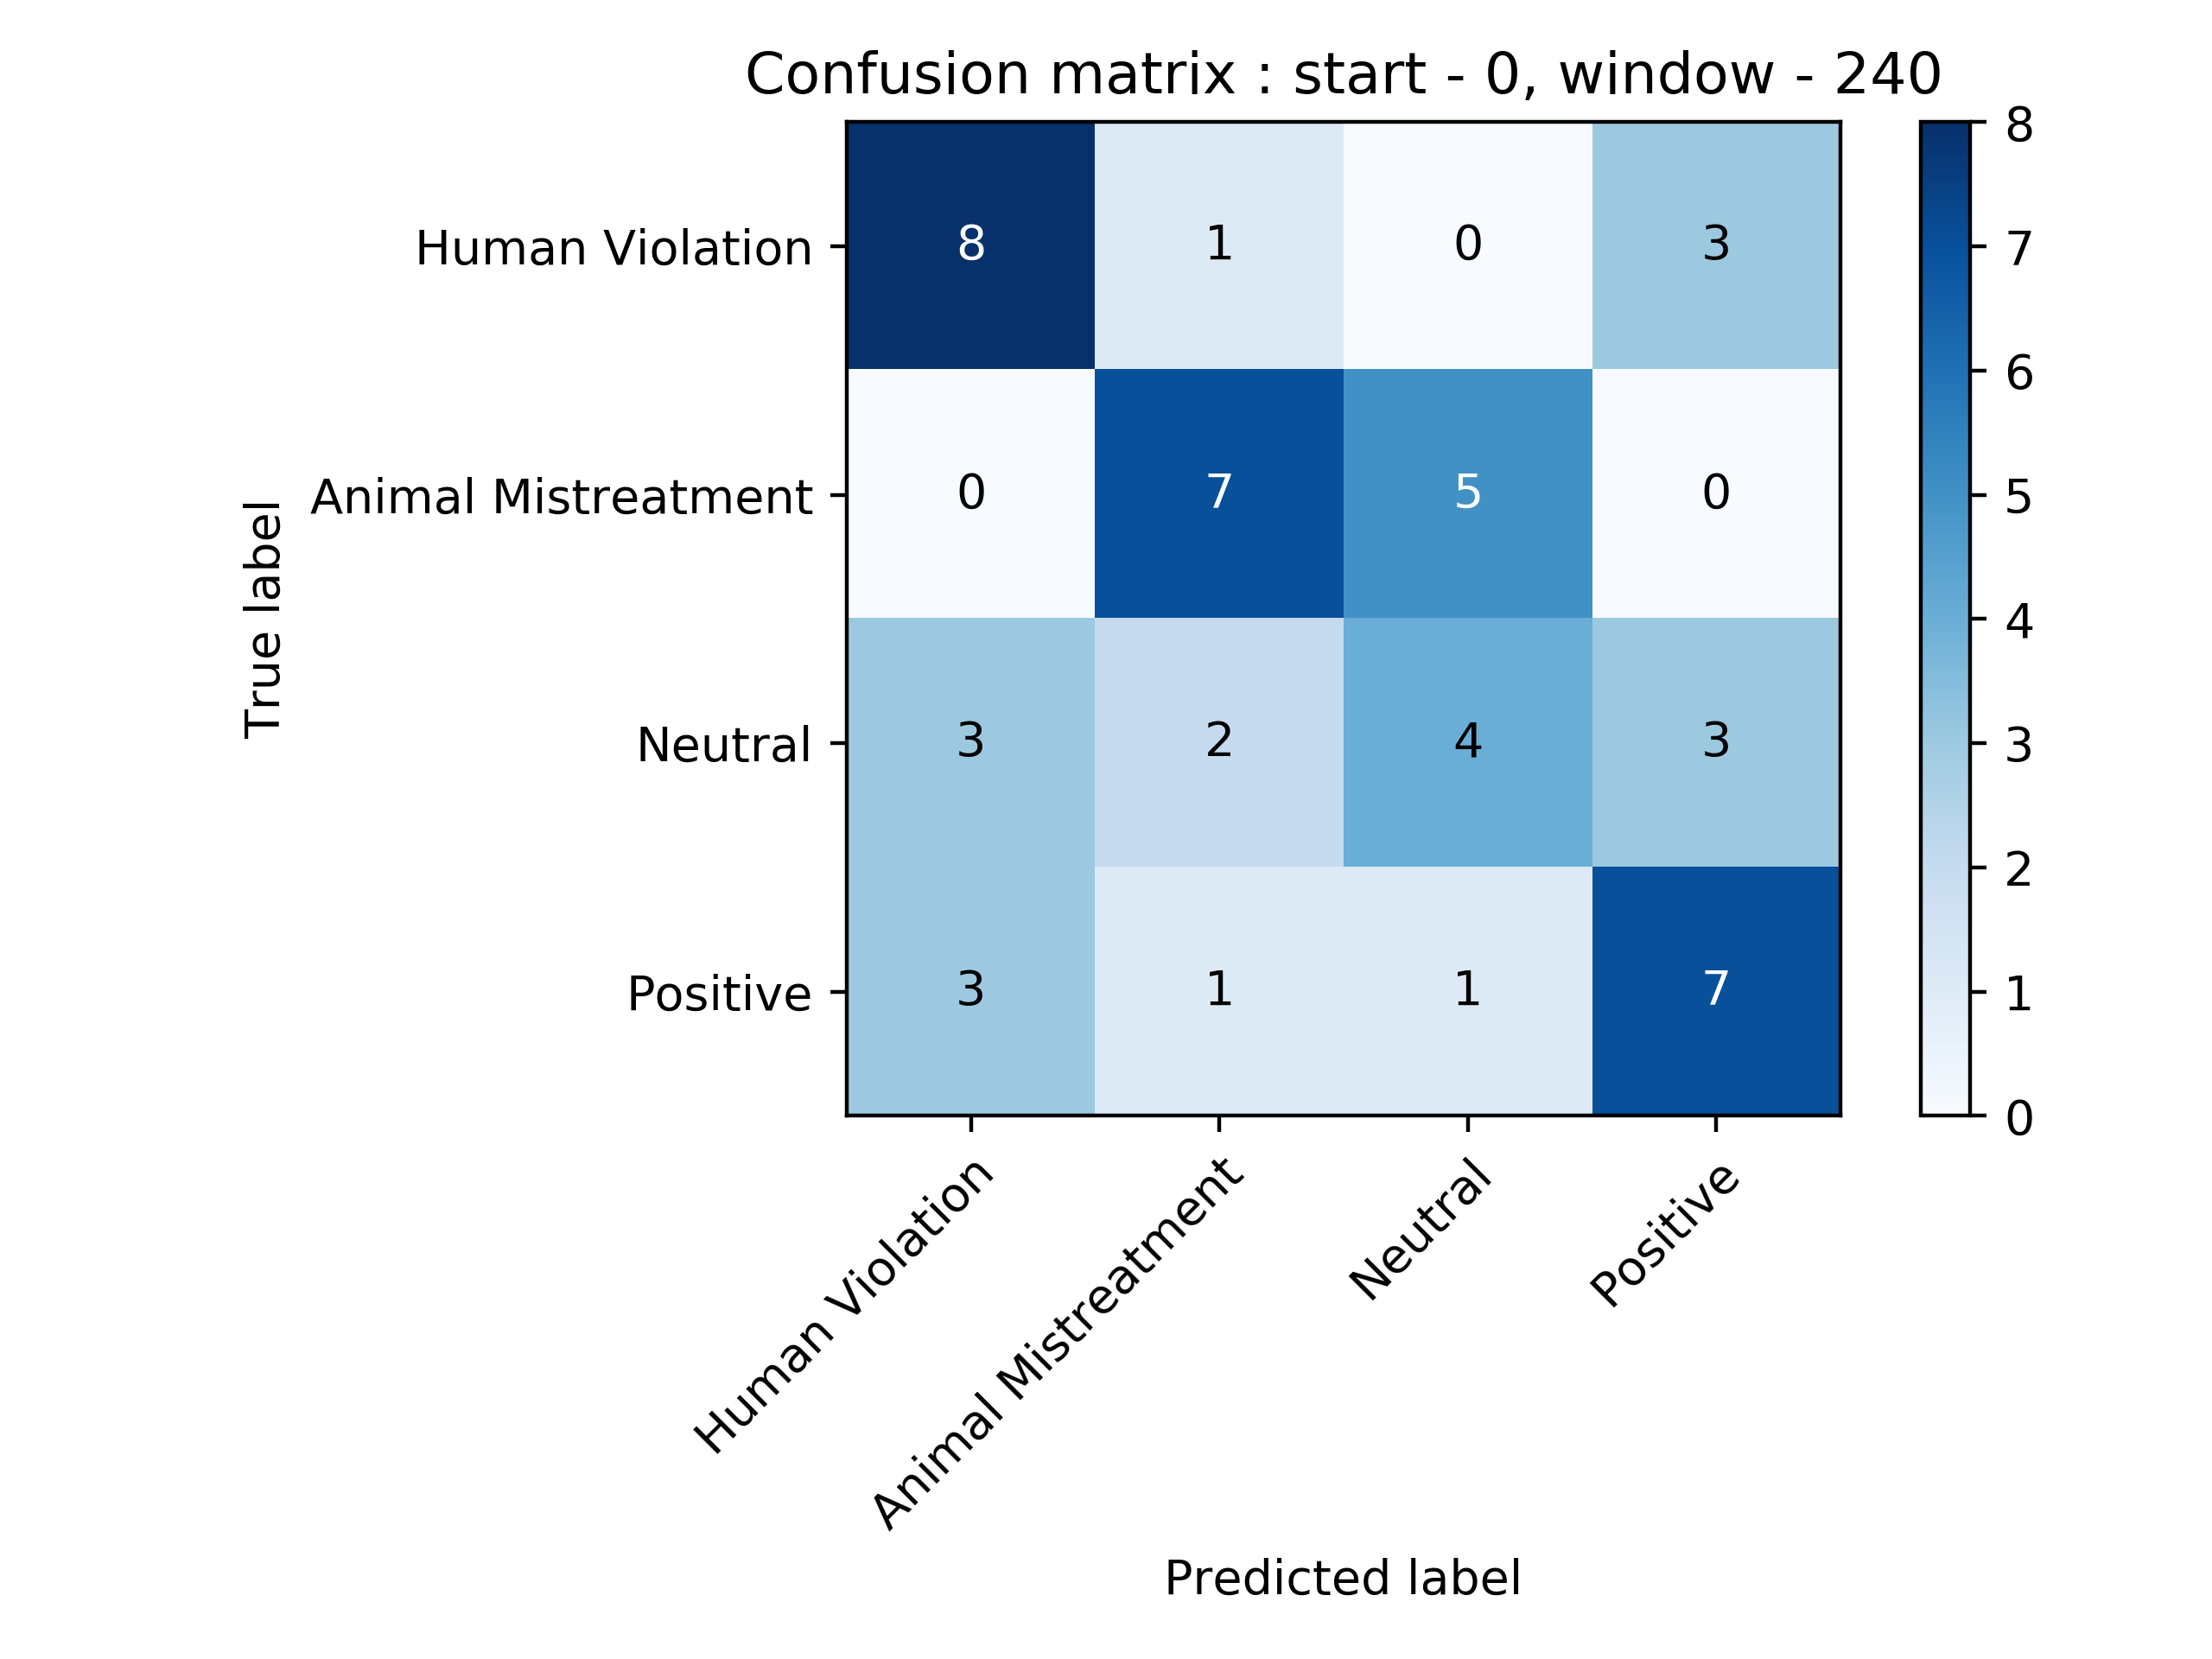 Confusion matrix : start - 0, window - 240
True label
Human Violation 8 1 0 3
Animal Mistreatment 0 7 5 0
Neutral 3 2 4 3
Positive 3 1 1 7
Human Violation
Animal Mistreatment
Neutral
Positive
Predicted label
8
7
6
5
4
3
2
1
0